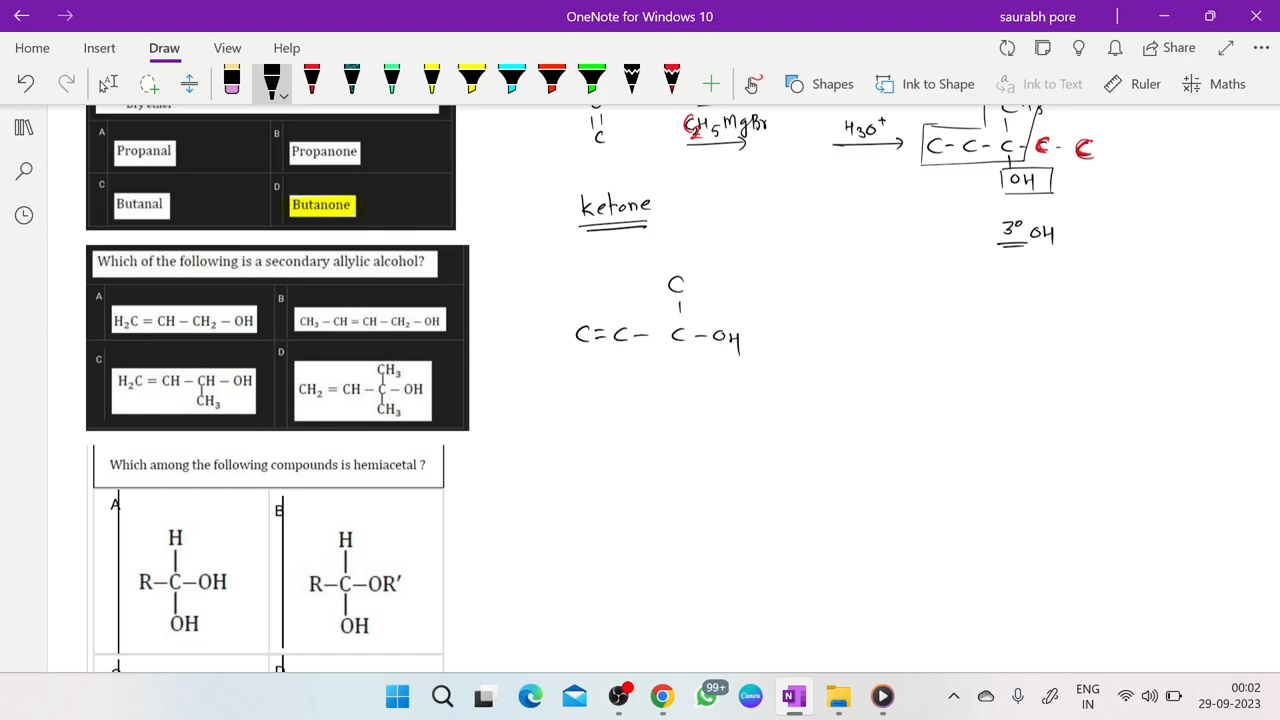 OneNote for Windows 10
saurabh pore
Home Insert Draw View Help
Share
Shapes
Ink to Shape
Ink to Text
Ruler
Maths
Dry ether
A
Propanal
B
Propanone
C
Butanal
D
Butanone
C
||
C
C2H5MgBr
H3O+
C - C - C - C - C
OH
3° OH
ketone
Which of the following is a secondary allylic alcohol?
A
H₂C = CH − CH₂ − OH
B
CH₃ − CH = CH − CH₂ − OH
C
H₂C = CH − CH − OH
CH₃
D
CH₃
CH₂ = CH − C − OH
CH₃
C
C=C- C -OH
Which among the following compounds is hemiacetal ?
A
H
R−C−OH
OH
B
H
R−C−OR′
OH
D
99+
ENG
IN
00:02
29-09-2023